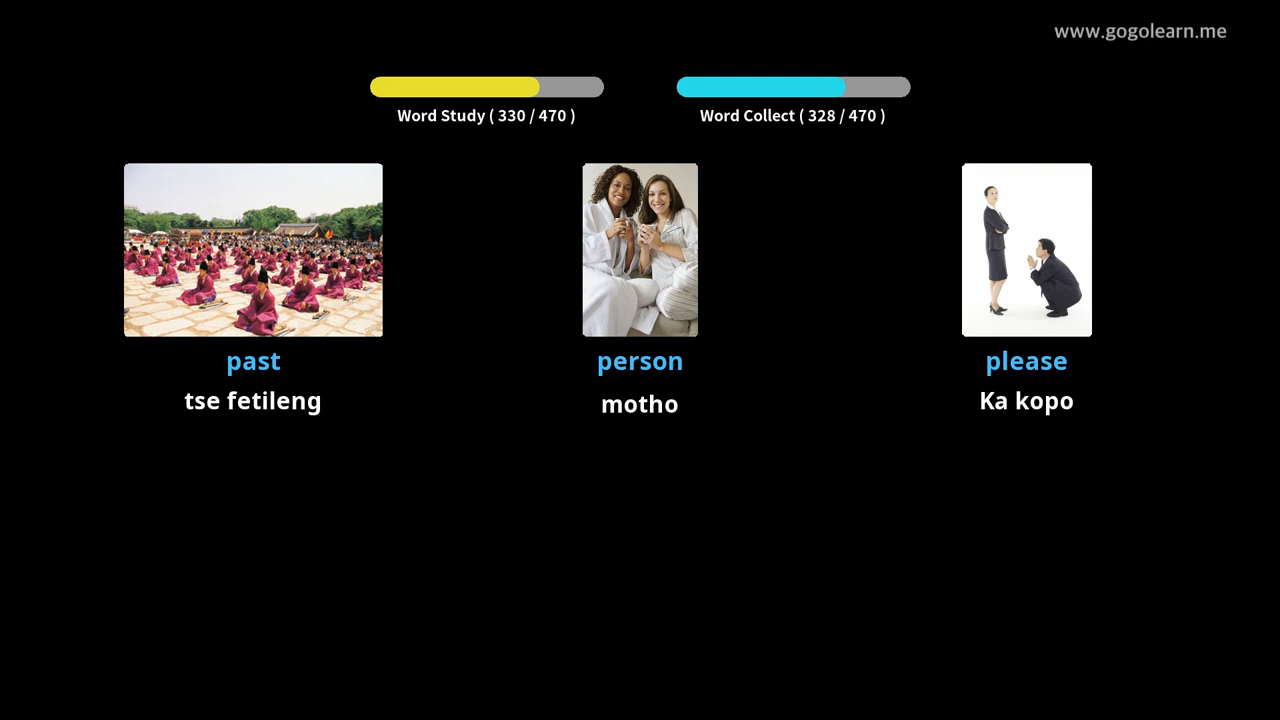 www.gogolearn.me
Word Study ( 330 / 470 )
Word Collect ( 328 / 470 )
past
person
please
tse fetileng
motho
Ka kopo